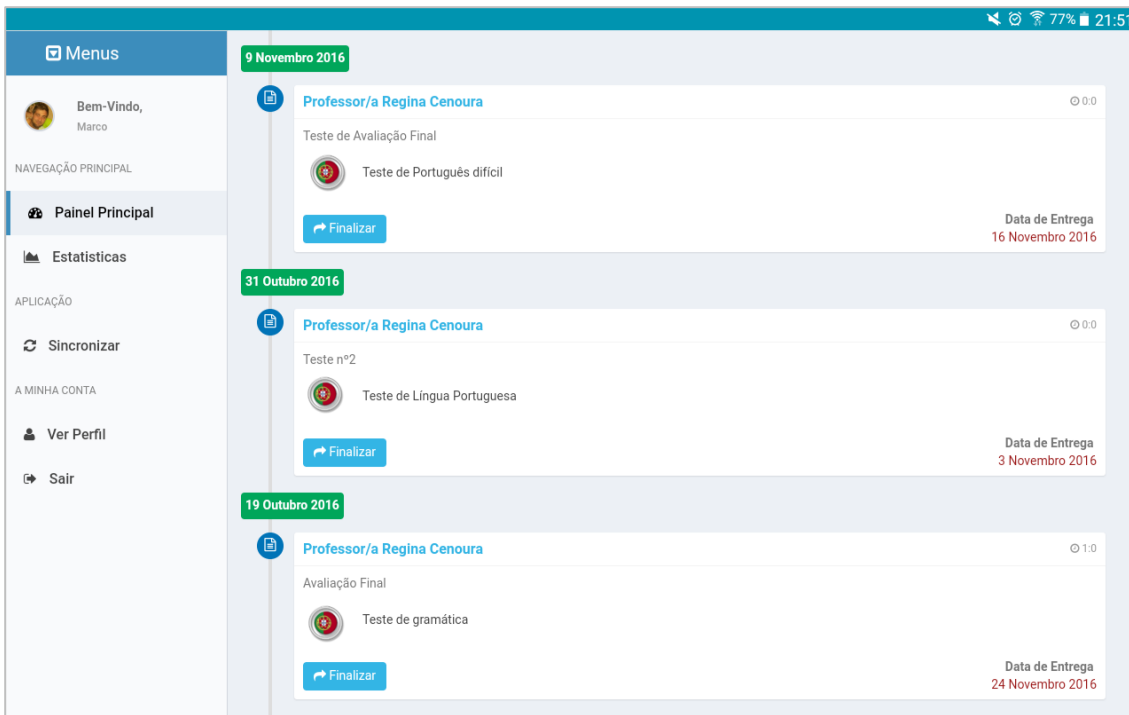 77% 21:51
Menus
Bem-Vindo,
Marco
NAVEGAÇÃO PRINCIPAL
Painel Principal
Estatisticas
APLICAÇÃO
Sincronizar
A MINHA CONTA
Ver Perfil
Sair
9 Novembro 2016
Professor/a Regina Cenoura 0:0
Teste de Avaliação Final
Teste de Português difícil
Finalizar
Data de Entrega
16 Novembro 2016
31 Outubro 2016
Professor/a Regina Cenoura 0:0
Teste nº2
Teste de Língua Portuguesa
Finalizar
Data de Entrega
3 Novembro 2016
19 Outubro 2016
Professor/a Regina Cenoura 1:0
Avaliação Final
Teste de gramática
Finalizar
Data de Entrega
24 Novembro 2016